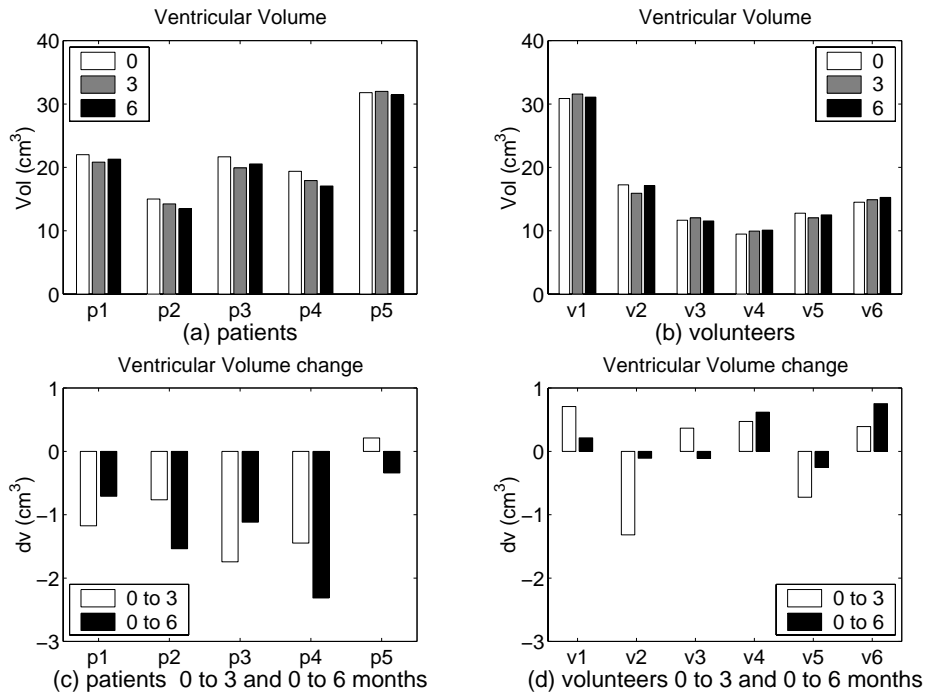 Ventricular Volume
40
30
20
10
0
Vol (cm³)
0
3
6
p1 p2 p3 p4 p5
(a) patients
Ventricular Volume
40
30
20
10
0
Vol (cm³)
0
3
6
v1 v2 v3 v4 v5 v6
(b) volunteers
Ventricular Volume change
1
0
−1
−2
−3
dv (cm³)
0 to 3
0 to 6
p1 p2 p3 p4 p5
(c) patients 0 to 3 and 0 to 6 months
Ventricular Volume change
1
0
−1
−2
−3
dv (cm³)
0 to 3
0 to 6
v1 v2 v3 v4 v5 v6
(d) volunteers 0 to 3 and 0 to 6 months